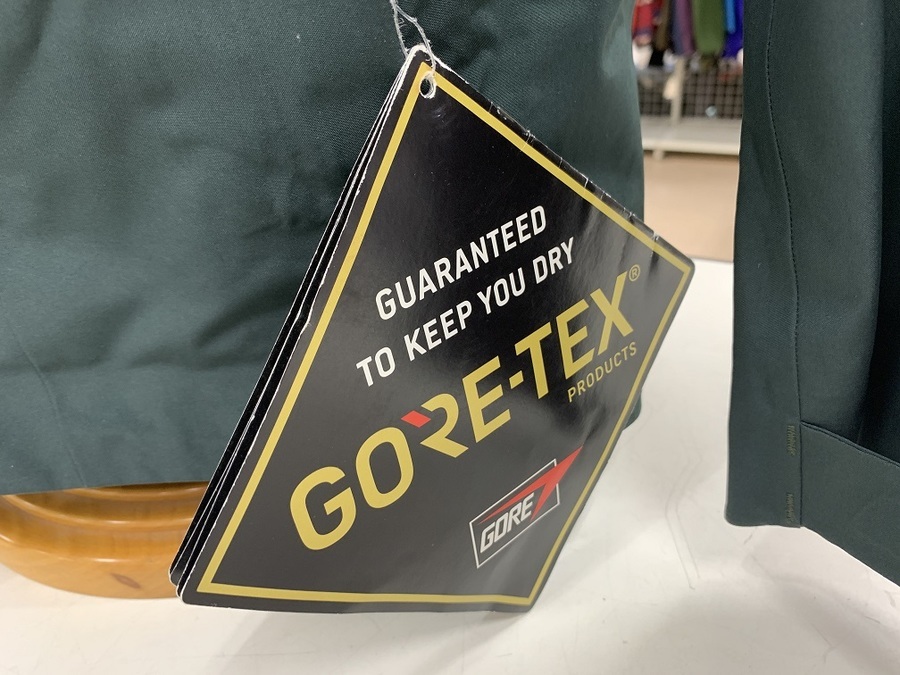 GUARANTEED
TO KEEP YOU DRY
GORE-TEX®
PRODUCTS
GORE